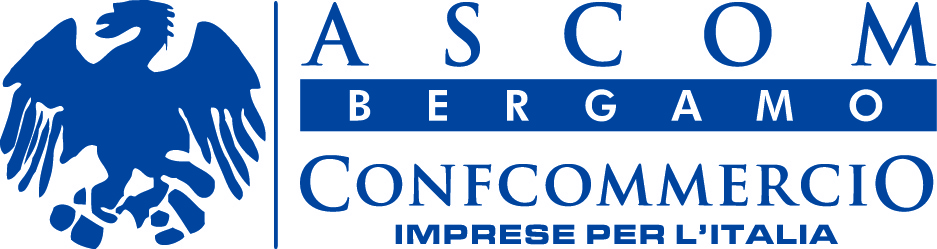 ASCOM
BERGAMO
CONFCOMMERCIO
IMPRESE PER L'ITALIA